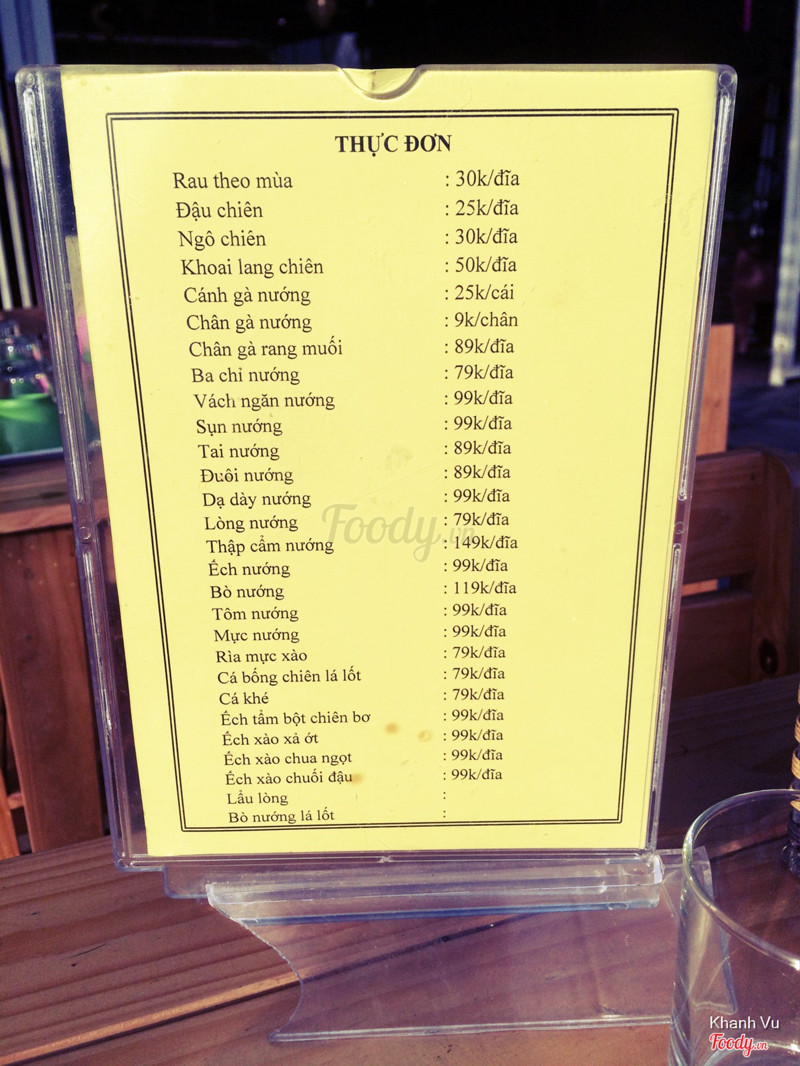 THỰC ĐƠN
Rau theo mùa : 30k/đĩa
Đậu chiên : 25k/đĩa
Ngô chiên : 30k/đĩa
Khoai lang chiên : 50k/đĩa
Cánh gà nướng : 25k/cái
Chân gà nướng : 9k/chân
Chân gà rang muối : 89k/đĩa
Ba chỉ nướng : 79k/đĩa
Vách ngăn nướng : 99k/đĩa
Sụn nướng : 99k/đĩa
Tai nướng : 89k/đĩa
Đuôi nướng : 89k/đĩa
Dạ dày nướng : 99k/đĩa
Lòng nướng : 79k/đĩa
Thập cẩm nướng : 149k/đĩa
Ếch nướng : 99k/đĩa
Bò nướng : 119k/đĩa
Tôm nướng : 99k/đĩa
Mực nướng : 99k/đĩa
Rìa mực xào : 79k/đĩa
Cá bống chiên lá lốt : 79k/đĩa
Cá khé : 79k/đĩa
Ếch tẩm bột chiên bơ : 99k/đĩa
Ếch xào xả ớt : 99k/đĩa
Ếch xào chua ngọt : 99k/đĩa
Ếch xào chuối đậu : 99k/đĩa
Lẩu lòng :
Bò nướng lá lốt :
Foody.vn
Khanh Vu
Foody.vn